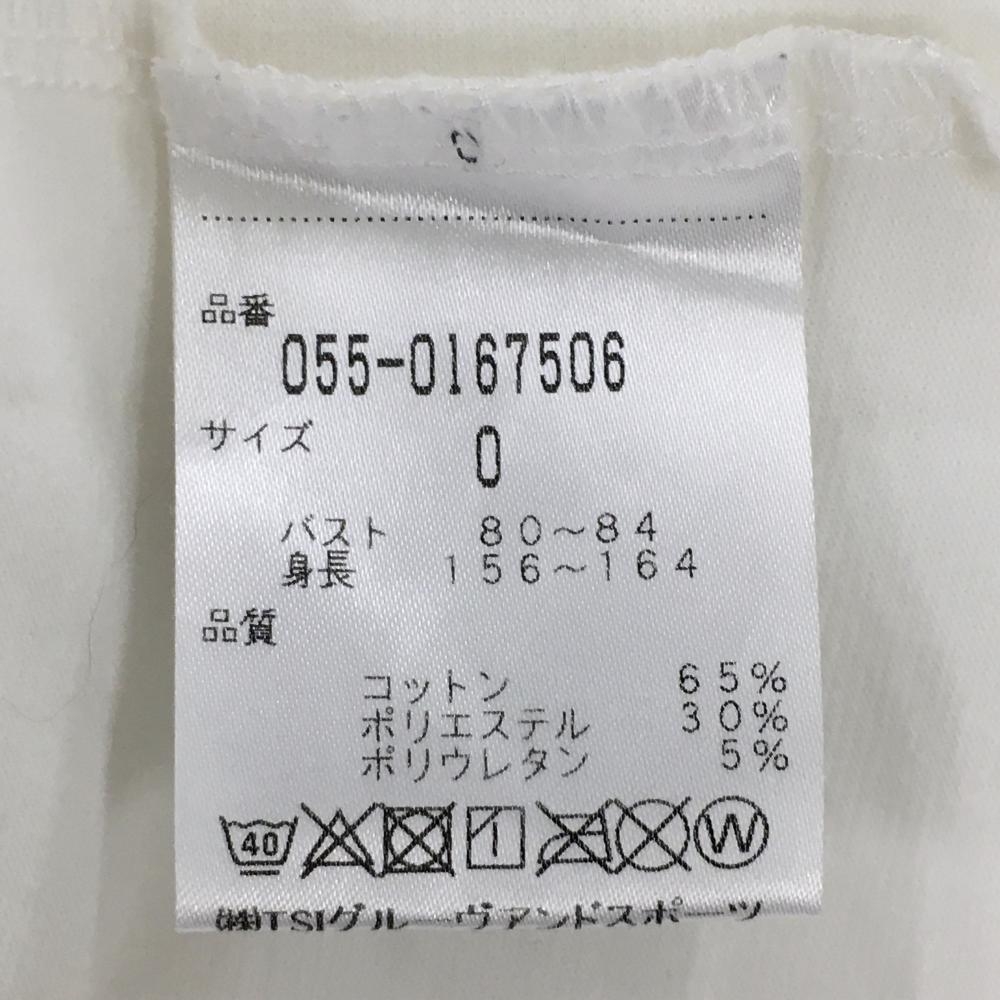 0
品番
055-0167506
サイズ
0
バスト 80~84
身長 156~164
品質
コットン 65%
ポリエステル 30%
ポリウレタン 5%
40 W
㈱TSIグルーヴアンドスポーツ